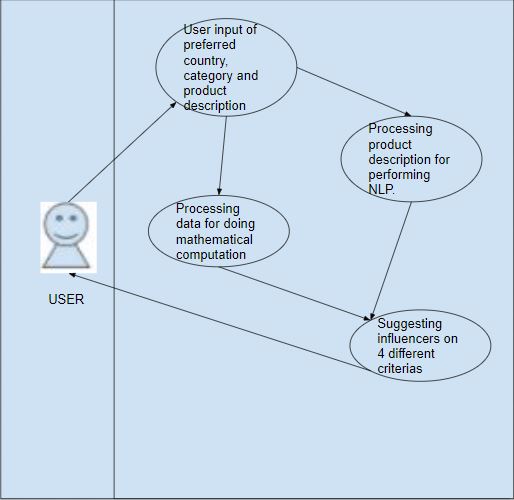 User input of
preferred
country,
category and
product
description
Processing
product
description for
performing
NLP.
Processing
data for doing
mathematical
computation
USER
Suggesting
influencers on
4 different
criterias